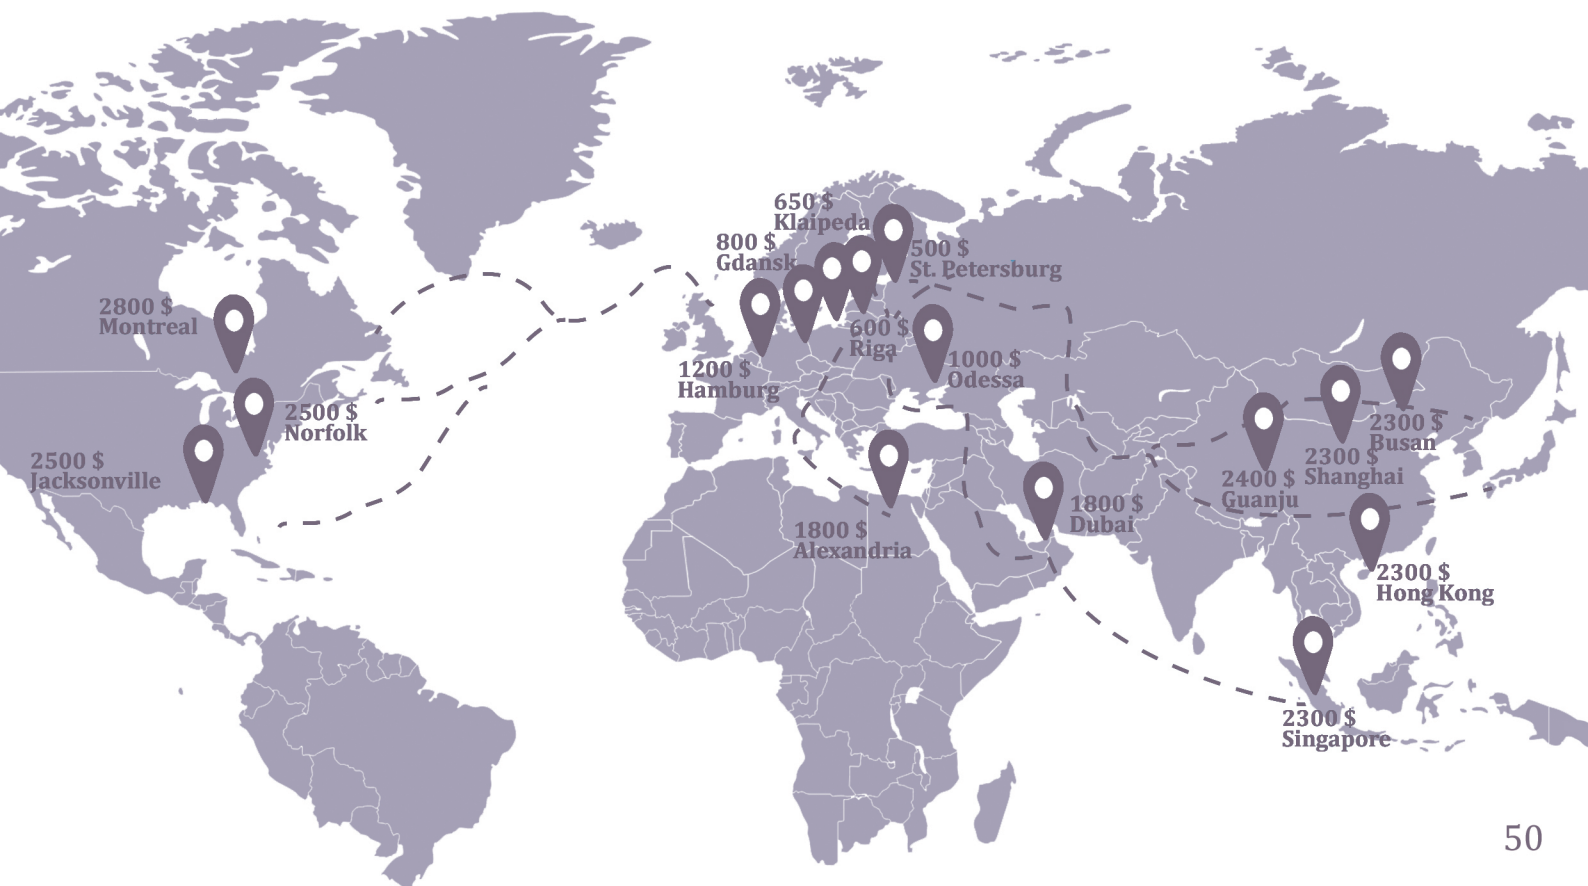 650 $
Klaipeda
800 $
Gdansk
500 $
St. Petersburg
2800 $
Montreal
600 $
Riga
1000 $
Odessa
1200 $
Hamburg
2500 $
Norfolk
2300 $
Busan
2300 $
Shanghai
2500 $
Jacksonville
2400 $
Guanju
1800 $
Dubai
1800 $
Alexandria
2300 $
Hong Kong
2300 $
Singapore
50